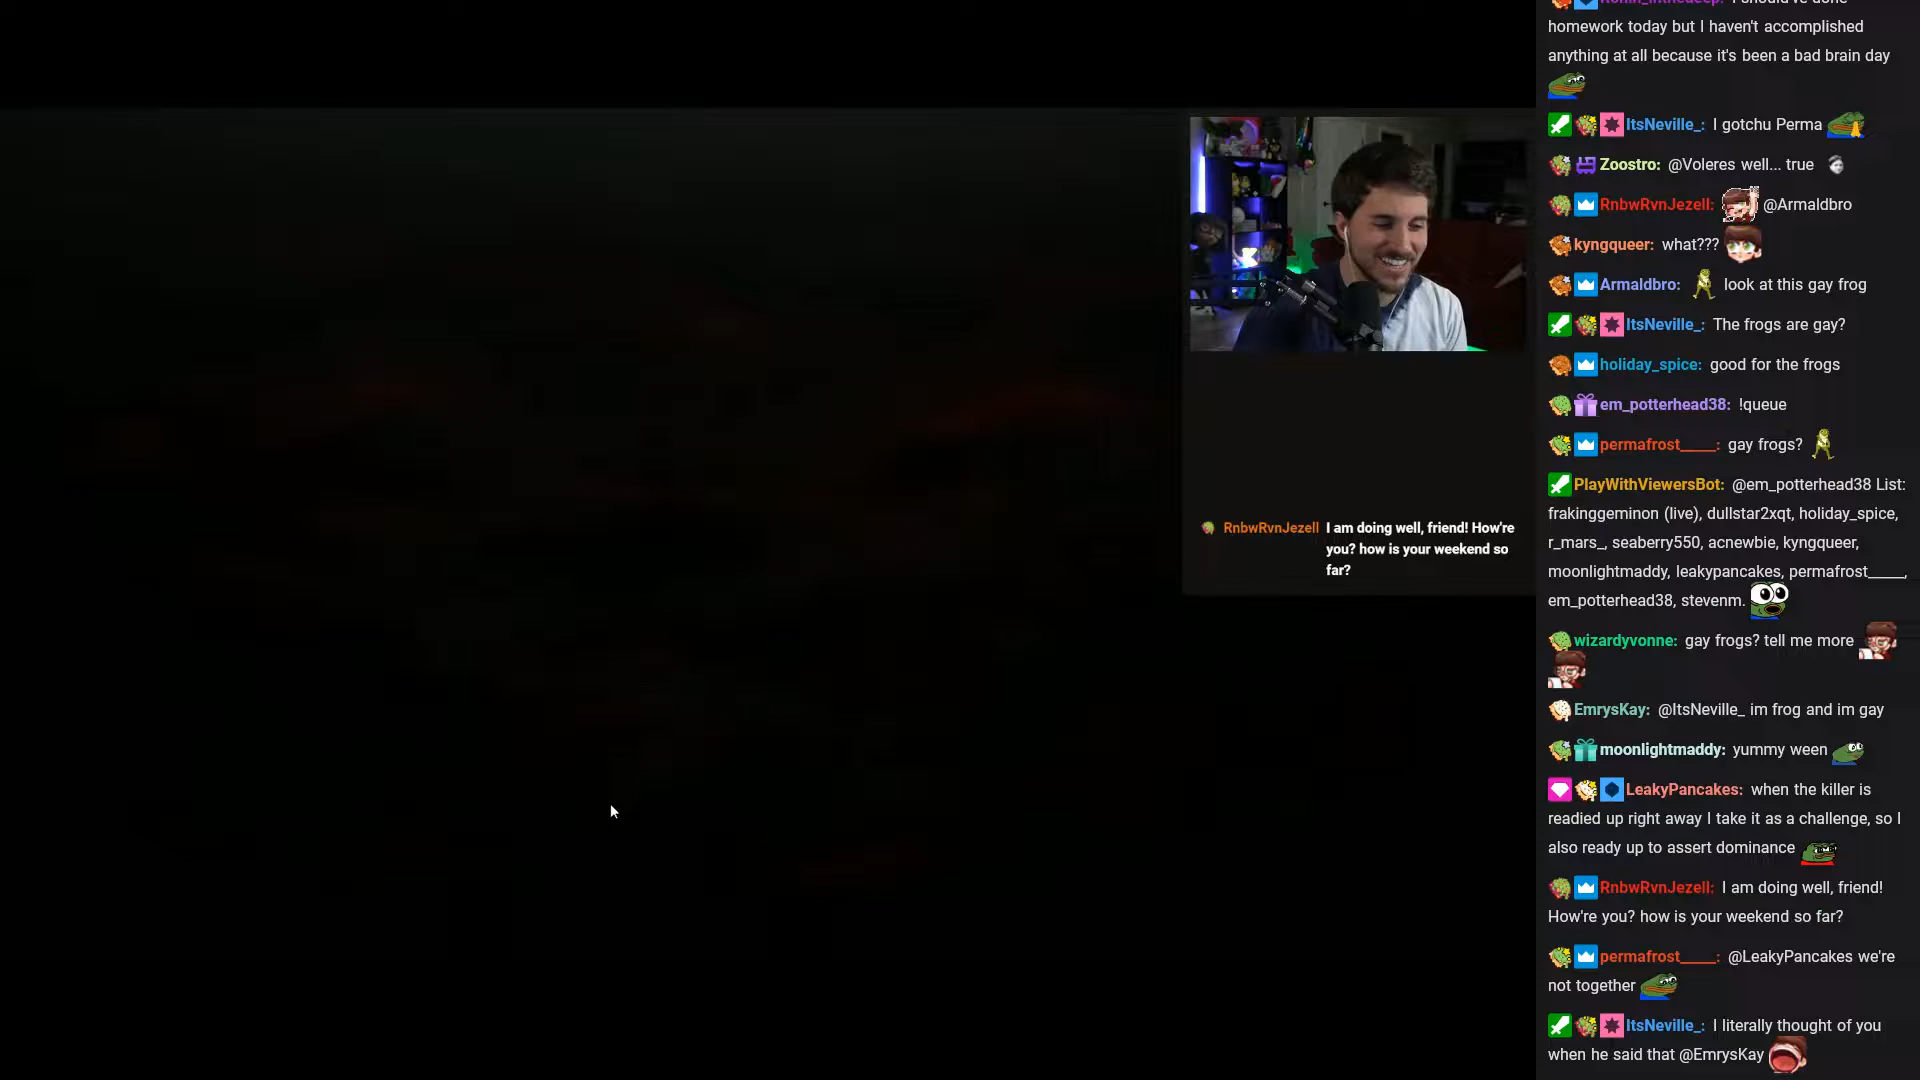 I should've done
homework today but I haven't accomplished
anything at all because it's been a bad brain day
ItsNeville_: I gotchu Perma
Zoostro: @Voleres well... true
RnbwRvnJezell: @Armaldbro
kyngqueer: what???
Armaldbro: look at this gay frog
ItsNeville_: The frogs are gay?
holiday_spice: good for the frogs
em_potterhead38: !queue
permafrost_____: gay frogs?
PlayWithViewersBot: @em_potterhead38 List:
frakinggeminon (live), dullstar2xqt, holiday_spice,
r_mars_, seaberry550, acnewbie, kyngqueer,
moonlightmaddy, leakypancakes, permafrost_____,
em_potterhead38, stevenm.
wizardyvonne: gay frogs? tell me more
EmrysKay: @ItsNeville_ im frog and im gay
moonlightmaddy: yummy ween
LeakyPancakes: when the killer is
readied up right away I take it as a challenge, so I
also ready up to assert dominance
RnbwRvnJezell: I am doing well, friend!
How're you? how is your weekend so far?
permafrost_____: @LeakyPancakes we're
not together
ItsNeville_: I literally thought of you
when he said that @EmrysKay
RnbwRvnJezell I am doing well, friend! How're
you? how is your weekend so
far?